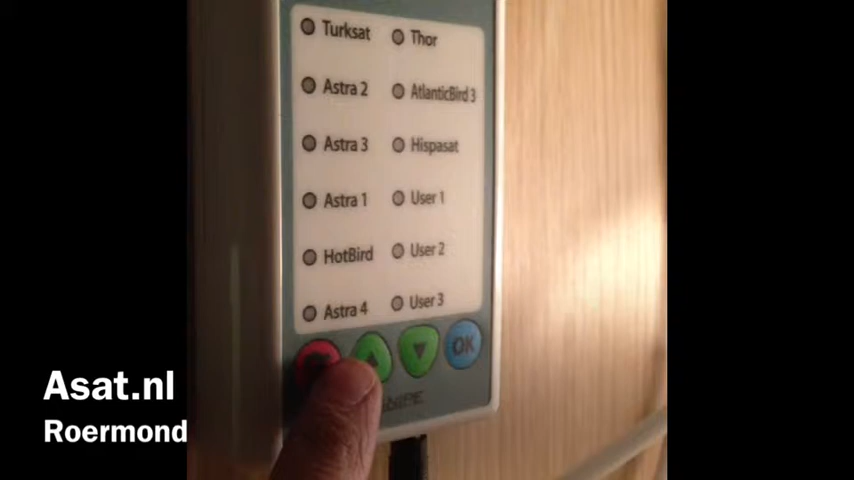 Turksat
Astra 2
Astra 3
Astra 1
HotBird
Astra 4
Thor
AtlanticBird 3
Hispasat
User 1
User 2
User 3
OK
Asat.nl
Roermond